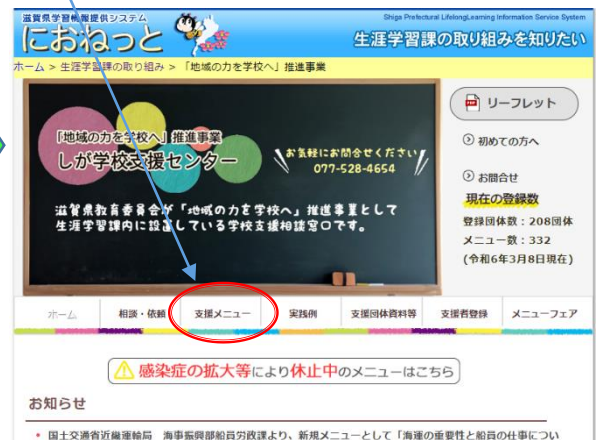 滋賀県学習情報提供システム
Shiga Prefectural LifelongLearning Information Service System
におねっと
生涯学習課の取り組みを知りたい
ホーム > 生涯学習課の取り組み > 「地域の力を学校へ」推進事業
「地域の力を学校へ」推進事業
しが学校支援センター
お気軽にお問合せください
077-528-4654
滋賀県教育委員会が「地域の力を学校へ」推進事業として
生涯学習課内に設置している学校支援相談窓口です。
リーフレット
初めての方へ
お問合せ
現在の登録数
登録団体数：208団体
メニュー数：332
(令和6年3月8日現在)
ホーム 相談・依頼 支援メニュー 実践例 支援団体資料等 支援者登録 メニューフェア
感染症の拡大等により休止中のメニューはこちら
お知らせ
• 国土交通省近畿運輸局 海事振興部船員労政課より、新規メニューとして「海運の重要性と船員の仕事につい